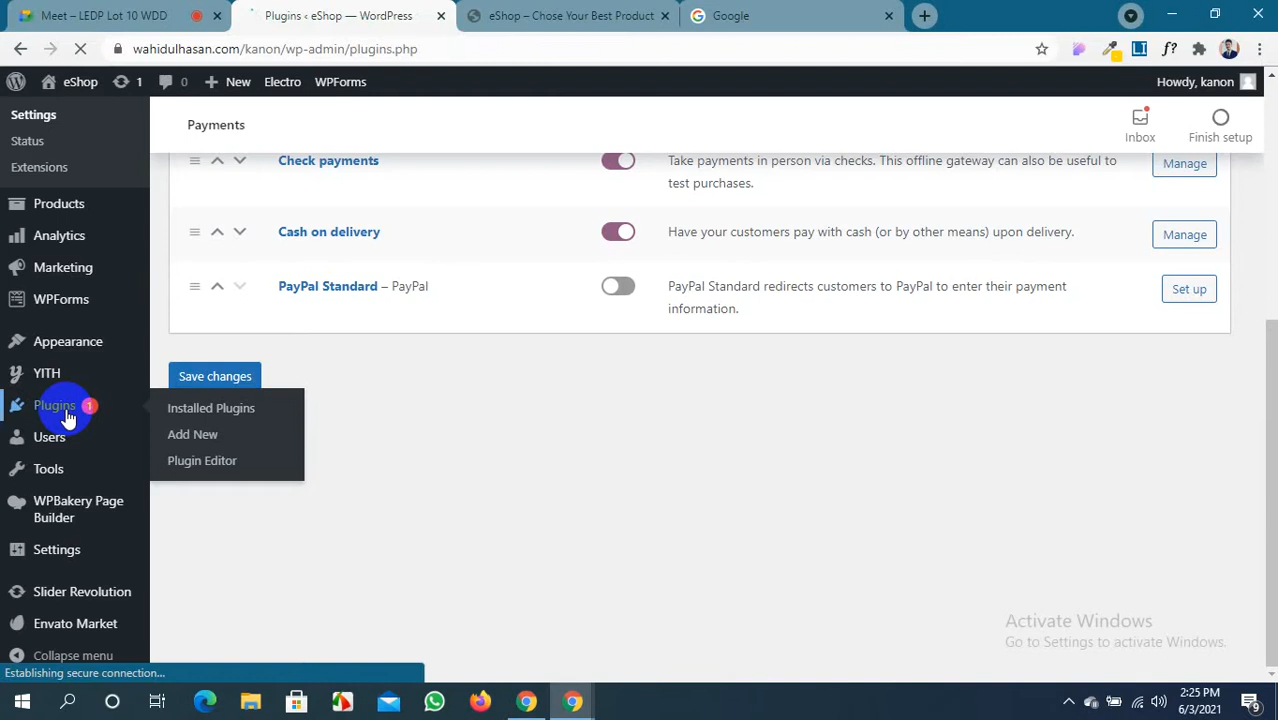 Meet – LEDP Lot 10 WDD
Plugins ‹ eShop — WordPress
eShop – Chose Your Best Product
Google
wahidulhasan.com/kanon/wp-admin/plugins.php
eShop
1
0
New
Electro
WPForms
Howdy, kanon
Settings
Status
Extensions
Products
Analytics
Marketing
WPForms
Appearance
YITH
Plugins 1
Users
Tools
WPBakery Page
Builder
Settings
Slider Revolution
Envato Market
Collapse menu
Installed Plugins
Add New
Plugin Editor
Payments
Inbox
Finish setup
Check payments
Take payments in person via checks. This offline gateway can also be useful to
test purchases.
Manage
Cash on delivery
Have your customers pay with cash (or by other means) upon delivery.
Manage
PayPal Standard – PayPal
PayPal Standard redirects customers to PayPal to enter their payment
information.
Set up
Save changes
Activate Windows
Go to Settings to activate Windows.
Establishing secure connection...
2:25 PM
6/3/2021
9